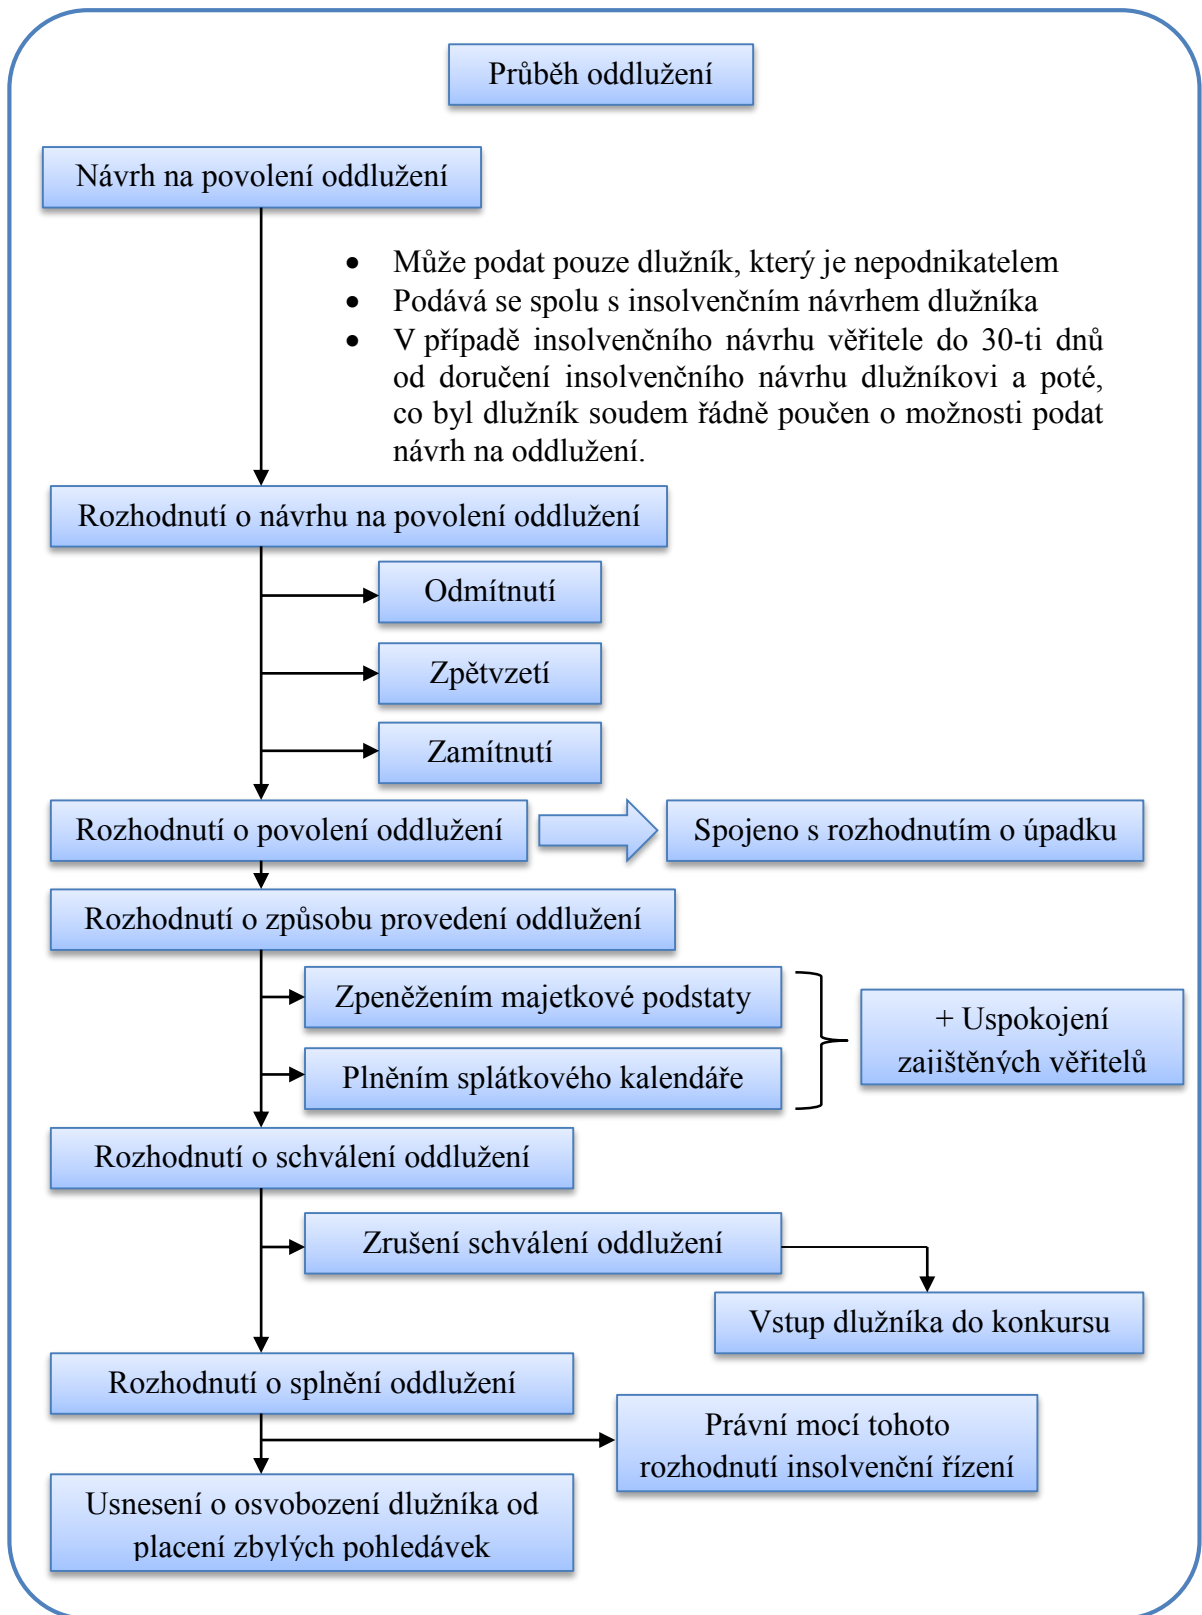 Průběh oddlužení
Návrh na povolení oddlužení
• Může podat pouze dlužník, který je nepodnikatelem
• Podává se spolu s insolvenčním návrhem dlužníka
• V případě insolvenčního návrhu věřitele do 30-ti dnů
od doručení insolvenčního návrhu dlužníkovi a poté,
co byl dlužník soudem řádně poučen o možnosti podat
návrh na oddlužení.
Rozhodnutí o návrhu na povolení oddlužení
Odmítnutí
Zpětvzetí
Zamítnutí
Rozhodnutí o povolení oddlužení
Spojeno s rozhodnutím o úpadku
Rozhodnutí o způsobu provedení oddlužení
Zpeněžením majetkové podstaty
Plněním splátkového kalendáře
+ Uspokojení
zajištěných věřitelů
Rozhodnutí o schválení oddlužení
Zrušení schválení oddlužení
Vstup dlužníka do konkursu
Rozhodnutí o splnění oddlužení
Právní mocí tohoto
rozhodnutí insolvenční řízení
Usnesení o osvobození dlužníka od
placení zbylých pohledávek